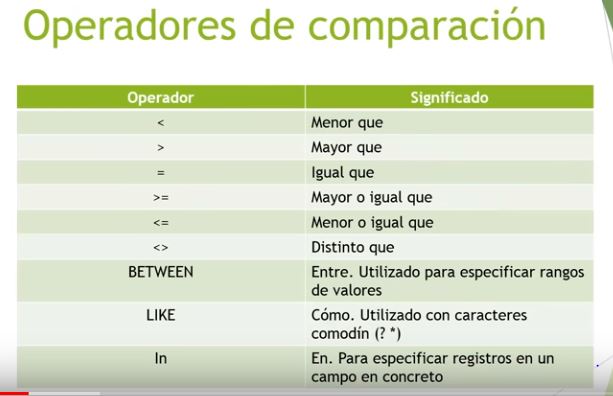 Operadores de comparación
Operador Significado
< Menor que
> Mayor que
= Igual que
>= Mayor o igual que
<= Menor o igual que
<> Distinto que
BETWEEN Entre. Utilizado para especificar rangos
de valores
LIKE Cómo. Utilizado con caracteres
comodín (? *)
In En. Para especificar registros en un
campo en concreto